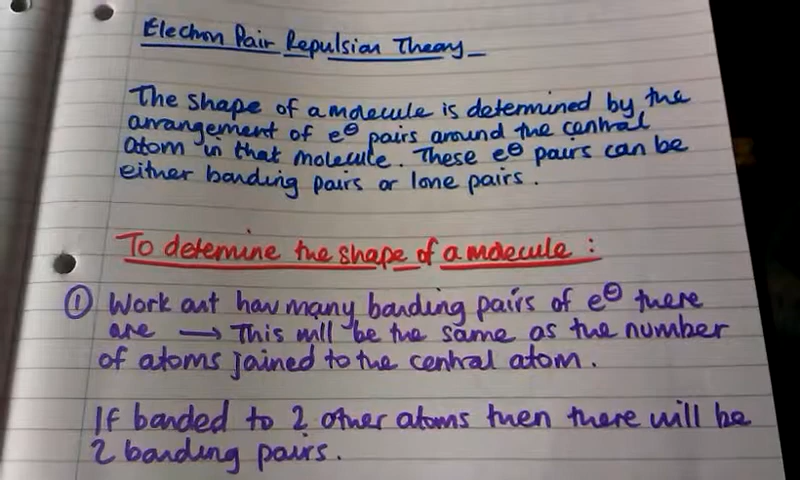 Electron Pair Repulsion Theory
The shape of a molecule is determined by the
arrangement of e⊖ pairs around the central
atom in that molecule. These e⊖ pairs can be
either bonding pairs or lone pairs.
To determine the shape of a molecule :
① Work out how many bonding pairs of e⊖ there
are → This will be the same as the number
of atoms joined to the central atom.
If bonded to 2 other atoms then there will be
2 bonding pairs.